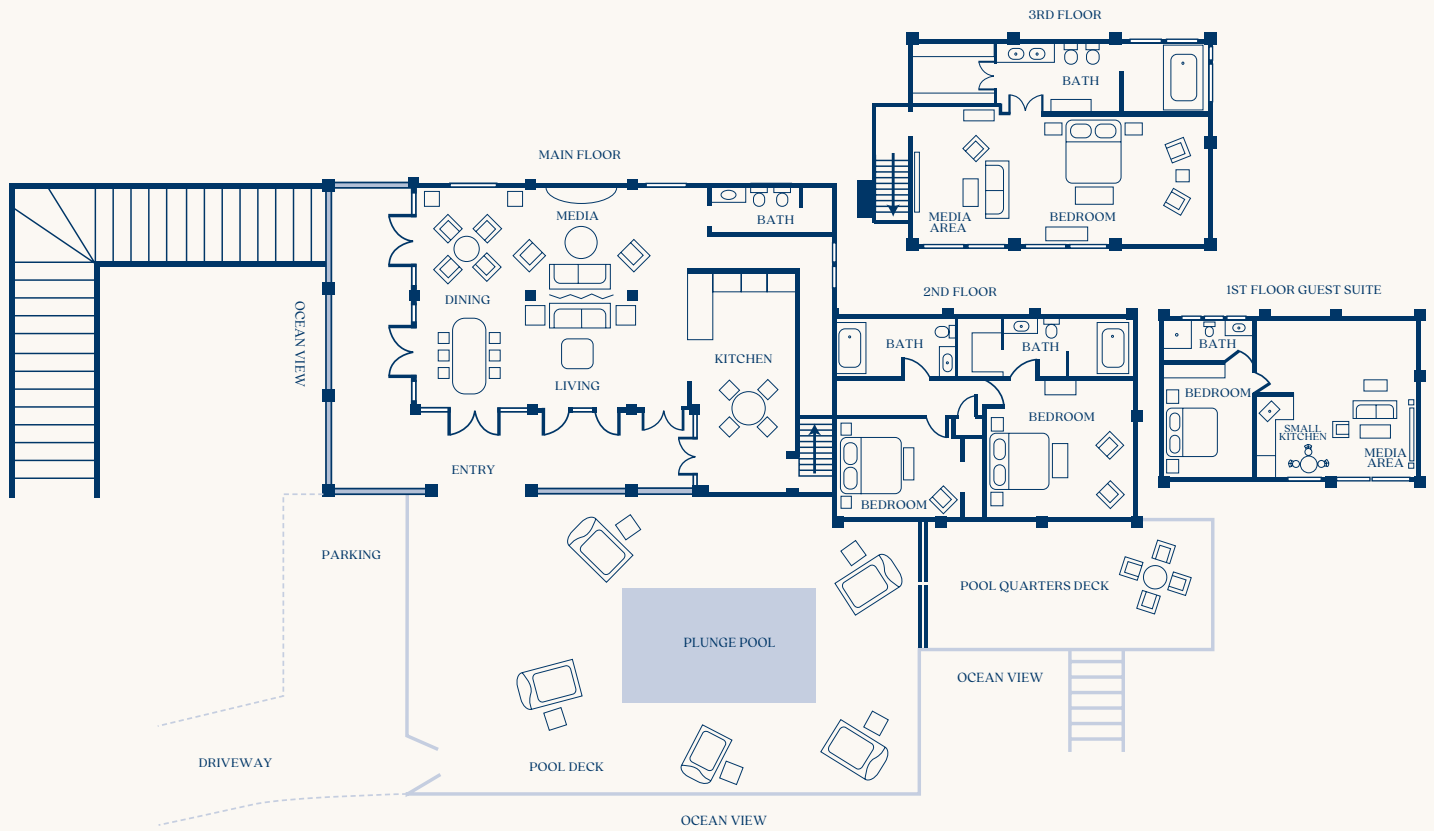 3RD FLOOR
BATH
MEDIA
AREA
BEDROOM
MAIN FLOOR
MEDIA
BATH
DINING
OCEAN VIEW
LIVING
KITCHEN
ENTRY
2ND FLOOR
BATH
BATH
BEDROOM
BEDROOM
1ST FLOOR GUEST SUITE
BATH
BEDROOM
SMALL
KITCHEN
MEDIA
AREA
PARKING
POOL QUARTERS DECK
PLUNGE POOL
OCEAN VIEW
DRIVEWAY
POOL DECK
OCEAN VIEW